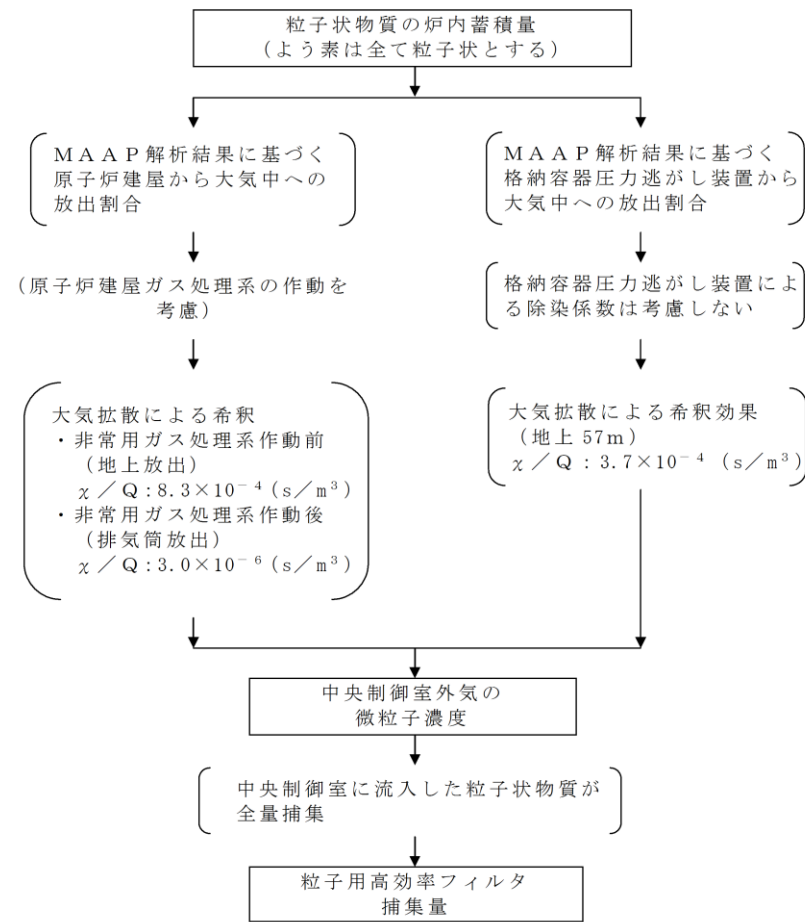 粒子状物質の炉内蓄積量
(よう素は全て粒子状とする)
MAAP解析結果に基づく
原子炉建屋から大気中への
放出割合
MAAP解析結果に基づく
格納容器圧力逃がし装置から
大気中への放出割合
(原子炉建屋ガス処理系の作動を
考慮)
格納容器圧力逃がし装置によ
る除染係数は考慮しない
大気拡散による希釈
・非常用ガス処理系作動前
(地上放出)
χ/Q:8.3×10⁻⁴(s/m³)
・非常用ガス処理系作動後
(排気筒放出)
χ/Q:3.0×10⁻⁶(s/m³)
大気拡散による希釈効果
(地上57m)
χ/Q:3.7×10⁻⁴ (s/m³)
中央制御室外気の
微粒子濃度
中央制御室に流入した粒子状物質が
全量捕集
粒子用高効率フィルタ
捕集量